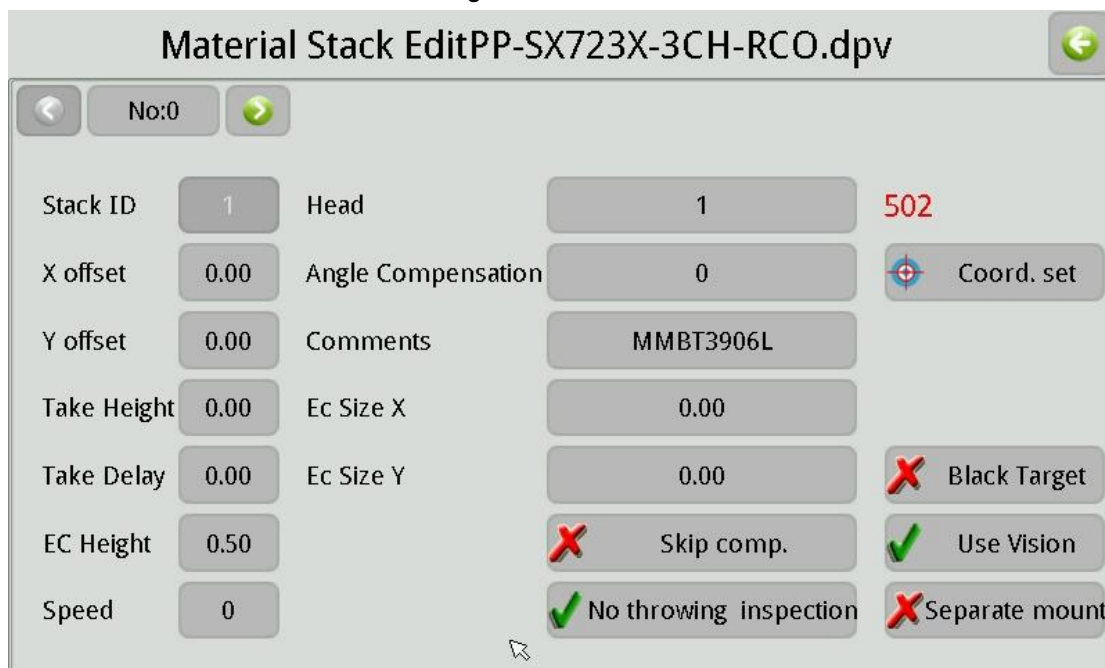 Material Stack EditPP-SX723X-3CH-RCO.dpv
No:0
Stack ID 1 Head 1 502
X offset 0.00 Angle Compensation 0 Coord. set
Y offset 0.00 Comments MMBT3906L
Take Height 0.00 Ec Size X 0.00
Take Delay 0.00 Ec Size Y 0.00 Black Target
EC Height 0.50 Skip comp. Use Vision
Speed 0 No throwing inspection Separate mount